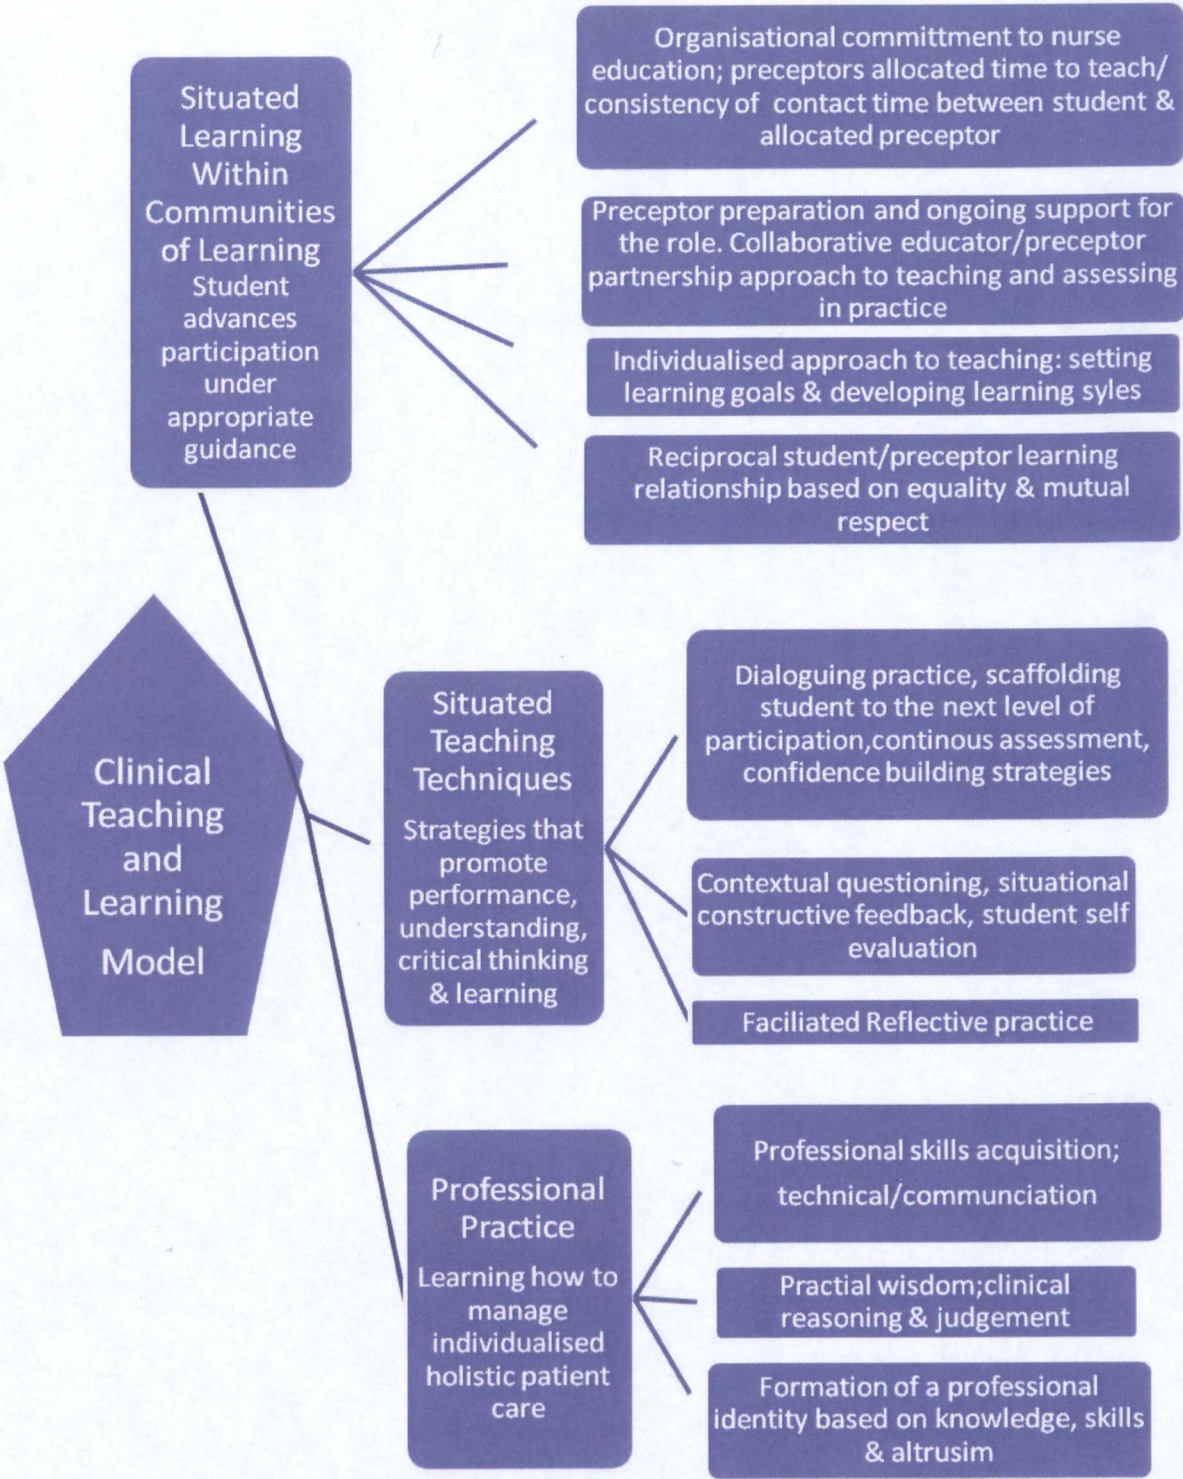 Situated
Learning
Within
Communities
of Learning
Student
advances
participation
under
appropriate
guidance
Organisational committment to nurse
education; preceptors allocated time to teach/
consistency of  contact time between student &
allocated preceptor
Preceptor preparation and ongoing support for
the role. Collaborative educator/preceptor
partnership approach to teaching and assessing
in practice
Individualised approach to teaching: setting
learning goals & developing learning syles
Reciprocal student/preceptor learning
relationship based on equality & mutual
respect
Clinical
Teaching
and
Learning
Model
Situated
Teaching
Techniques
Strategies that
promote
performance,
understanding,
critical thinking
& learning
Dialoguing practice, scaffolding
student to the next level of
participation,continous assessment,
confidence building strategies
Contextual questioning, situational
constructive feedback, student self
evaluation
Faciliated Reflective practice
Professional
Practice
Learning how to
manage
individualised
holistic patient
care
Professional skills acquisition;
technical/communciation
Practial wisdom;clinical
reasoning & judgement
Formation of a professional
identity based on knowledge, skills
& altrusim